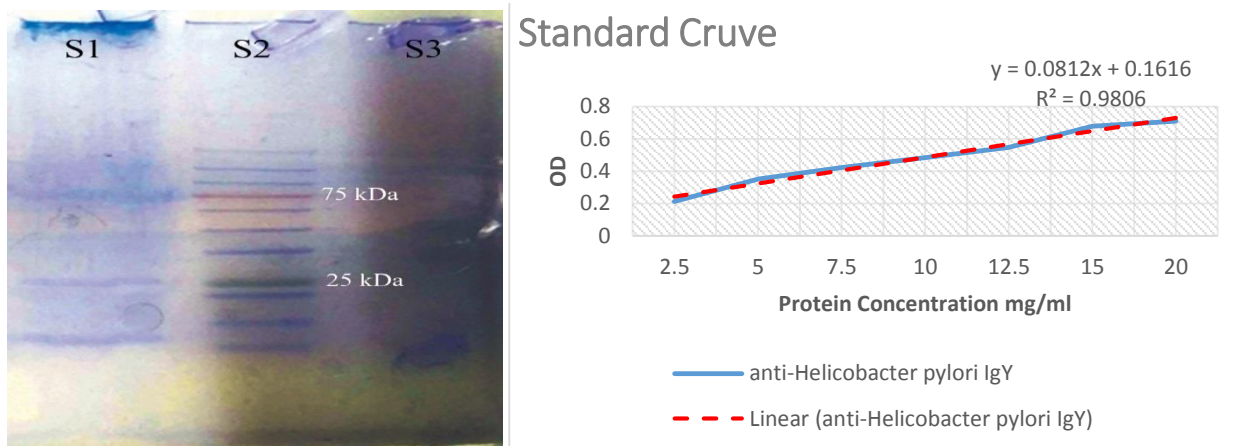 S1 S2 S3
75 kDa
25 kDa
Standard Cruve
y = 0.0812x + 0.1616
R² = 0.9806
0.8
0.6
0.4
0.2
0
OD
2.5 5 7.5 10 12.5 15 20
Protein Concentration mg/ml
anti-Helicobacter pylori IgY
Linear (anti-Helicobacter pylori IgY)